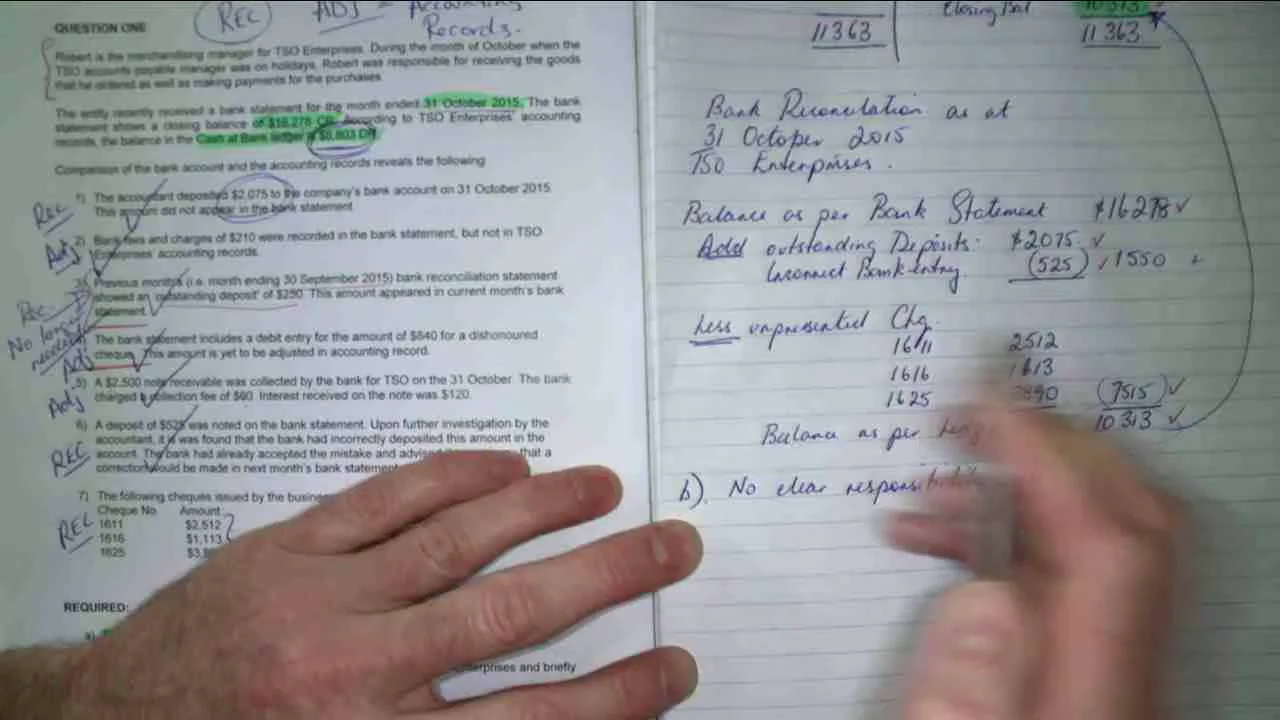 REC ADJ = Accounting
Records.
QUESTION ONE
Robert is the merchandising manager for TSO Enterprises. During the month of October when the
TSO accounts payable manager was on holidays, Robert was responsible for receiving the goods
that he ordered as well as making payments for the purchases
The entity recently received a bank statement for the month ended 31 October 2015. The bank
statement shows a closing balance of $16,278 CR. According to TSO Enterprises' accounting
records, the balance in the Cash at Bank ledger is $8,803 DR
Comparison of the bank account and the accounting records reveals the following
REC
1) The accountant deposited $2,075 to the company's bank account on 31 October 2015.
This amount did not appear in the bank statement.
Adj
2) Bank fees and charges of $210 were recorded in the bank statement, but not in TSO
Enterprises' accounting records.
Rec
No longer
needed
3) Previous months (i.e. month ending 30 September 2015) bank reconciliation statement
showed an 'outstanding deposit' of $250. This amount appeared in current month's bank
statement.
Adj
The bank statement includes a debit entry for the amount of $840 for a dishonoured
cheque. This amount is yet to be adjusted in accounting record.
Adj
5) A $2,500 note receivable was collected by the bank for TSO on the 31 October. The bank
charged a collection fee of $60. Interest received on the note was $120.
REC
6) A deposit of $525 was noted on the bank statement. Upon further investigation by the
accountant, it was found that the bank had incorrectly deposited this amount in the
account. The bank had already accepted the mistake and that a
correction would be made in next month's bank statement
REC
7) The following cheques issued by the
Cheque No. Amount
1611 $2,512
1616 $1,113
1625
REQUIRED:
a)
and briefly
11363 Closing Bal
11363
Bank Reconcilation as at
31 October 2015
TSO Enterprises.
Balance as per Bank Statement $16278
Add outstanding Deposits: $2075
Incorrect Bank entry. (525) 1550
Less unpresented Chq.
1611 2512
1616
1625 (7515)
10313
Balance as per
b). No clear